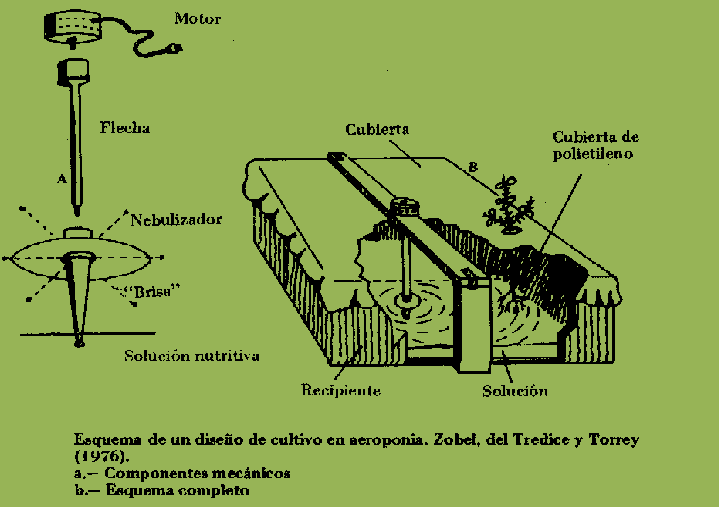 Motor
Flecha
A
Nebulizador
"Brisa"
Solución nutritiva
Cubierta
B
Cubierta de
polietileno
Recipiente
Solución
Esquema de un diseño de cultivo en aeroponia. Zobel, del Tredice y Torrey
(1976).
a.— Componentes mecánicos
b.— Esquema completo